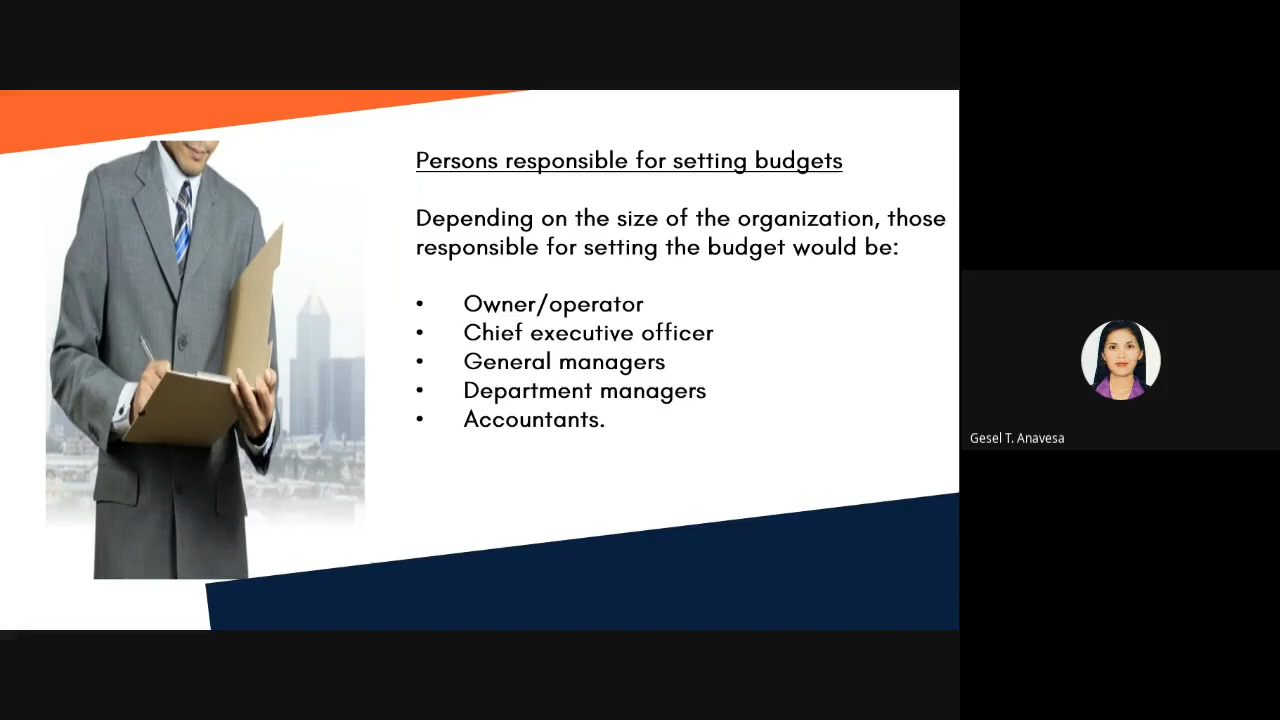 Persons responsible for setting budgets
Depending on the size of the organization, those
responsible for setting the budget would be:
• Owner/operator
• Chief executive officer
• General managers
• Department managers
• Accountants.
Gesel T. Anavesa